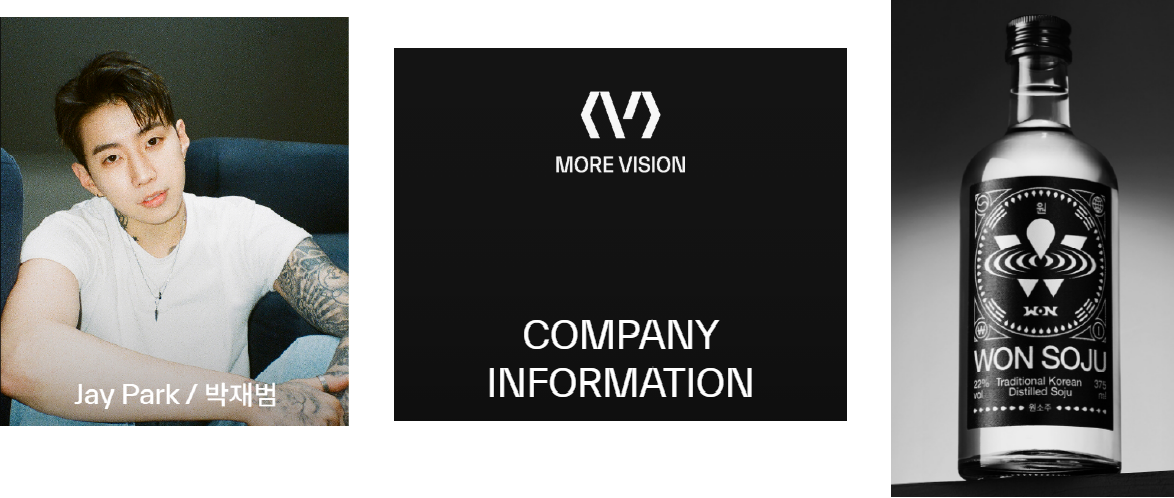 Jay Park / 박재범
MORE VISION
COMPANY
INFORMATION
원
W·N
WON SOJU
22% Traditional Korean 375
vol Distilled Soju ml
원소주